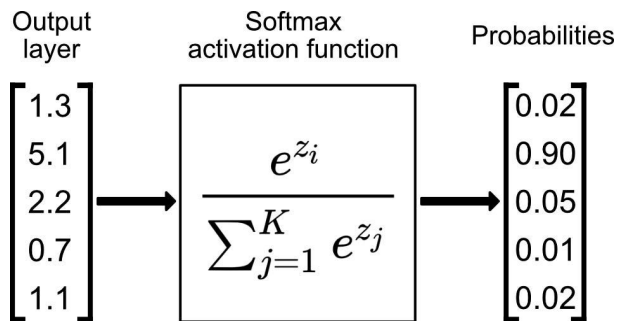 Output
layer
1.3
5.1
2.2
0.7
1.1
Softmax
activation function
e^{z_i}
∑_{j=1}^{K} e^{z_j}
Probabilities
0.02
0.90
0.05
0.01
0.02